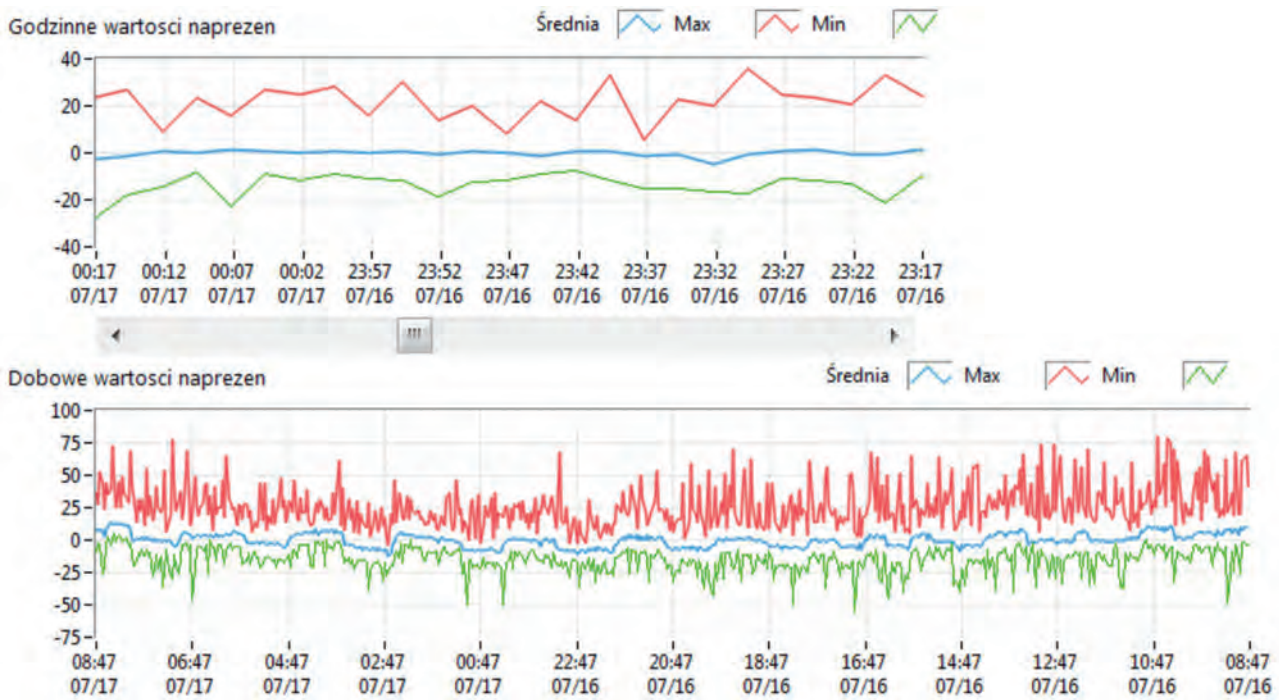 Godzinne wartosci naprezen Średnia Max Min
40
20
0
-20
-40
00:17 00:12 00:07 00:02 23:57 23:52 23:47 23:42 23:37 23:32 23:27 23:22 23:17
07/17 07/17 07/17 07/17 07/16 07/16 07/16 07/16 07/16 07/16 07/16 07/16 07/16
Dobowe wartosci naprezen Średnia Max Min
100
75
50
25
0
-25
-50
-75
08:47 06:47 04:47 02:47 00:47 22:47 20:47 18:47 16:47 14:47 12:47 10:47 08:47
07/17 07/17 07/17 07/17 07/17 07/16 07/16 07/16 07/16 07/16 07/16 07/16 07/16